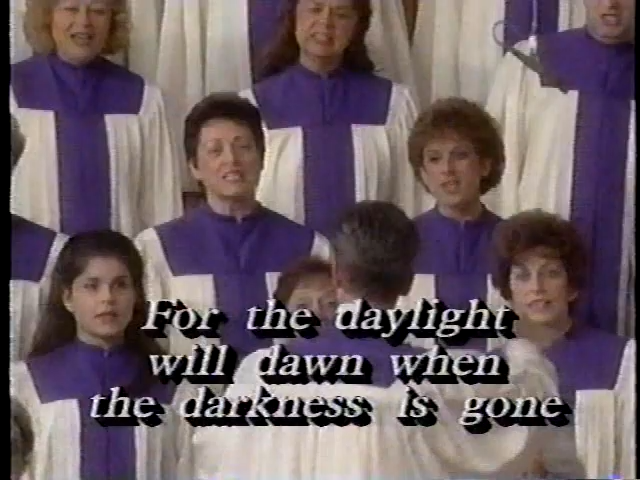 For the daylight
will dawn when
the darkness is gone